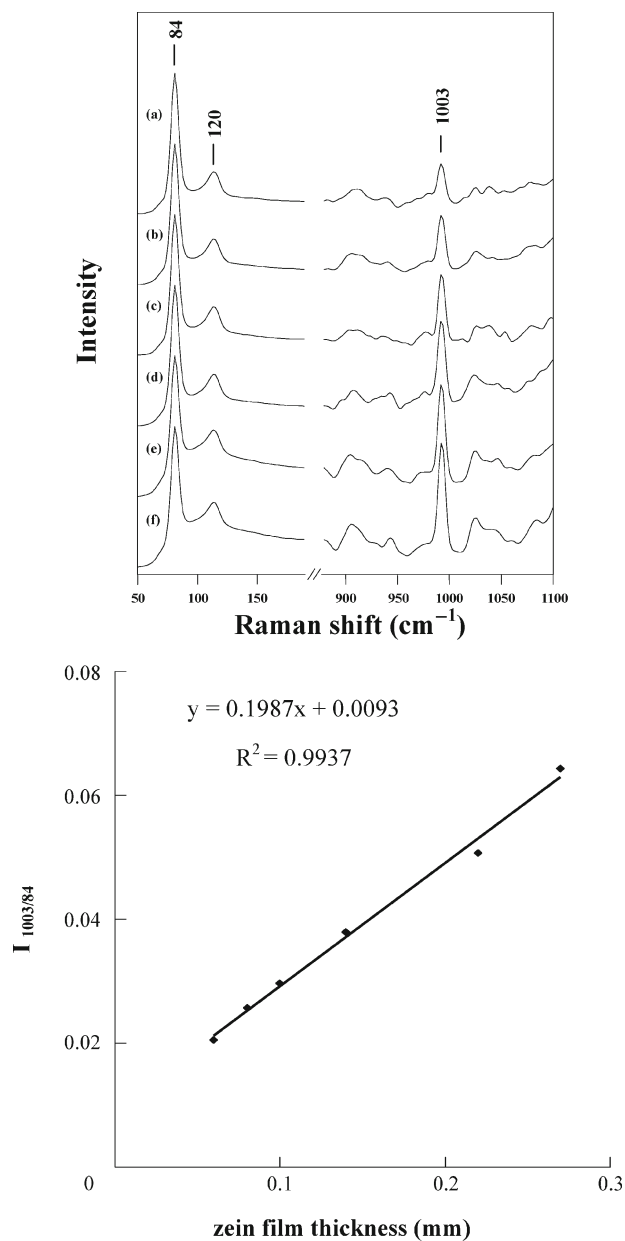 84
120
1003
(a)
(b)
(c)
(d)
(e)
(f)
Intensity
50 100 150 // 900 950 1000 1050 1100
Raman shift (cm−1)
0.08
y = 0.1987x + 0.0093
R2 = 0.9937
0.06
0.04
0.02
I 1003/84
0 0.1 0.2 0.3
zein film thickness (mm)